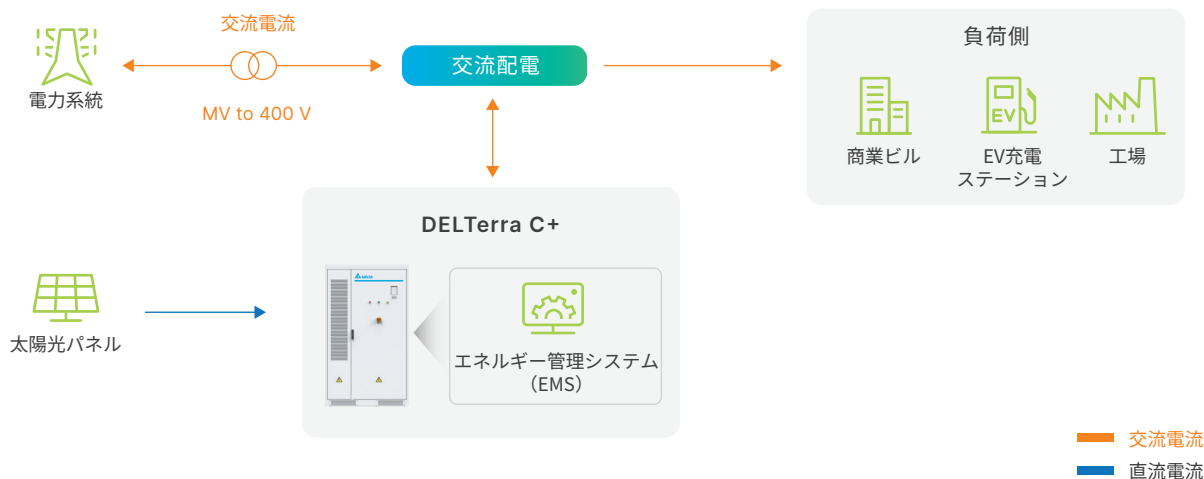 交流電流
電力系統
MV to 400 V
交流配電
負荷側
商業ビル
EV
EV充電
ステーション
工場
DELTerra C+
太陽光パネル
エネルギー管理システム
（EMS）
交流電流
直流電流